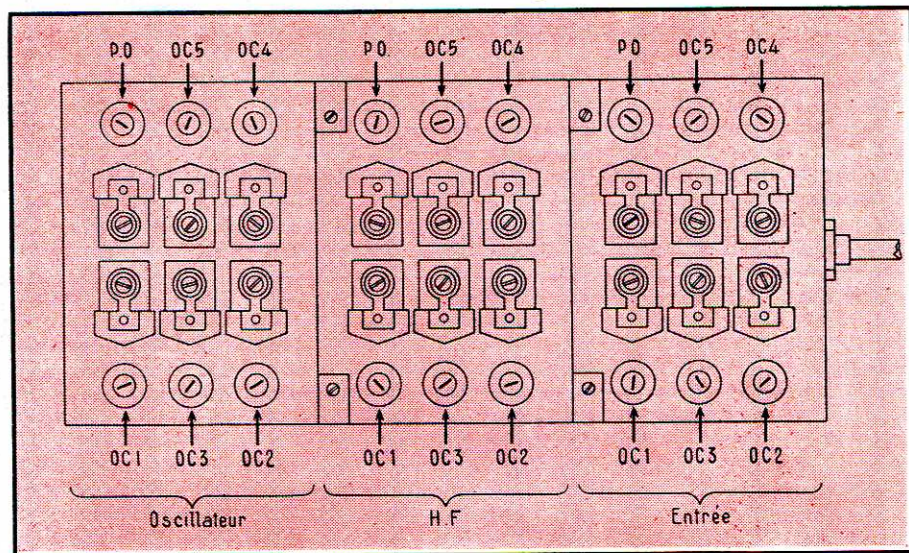 P.O OC5 OC4 P.O OC5 OC4 P.O OC5 OC4
OC1 OC3 OC2 OC1 OC3 OC2 OC1 OC3 OC2
Oscillateur H.F Entrée